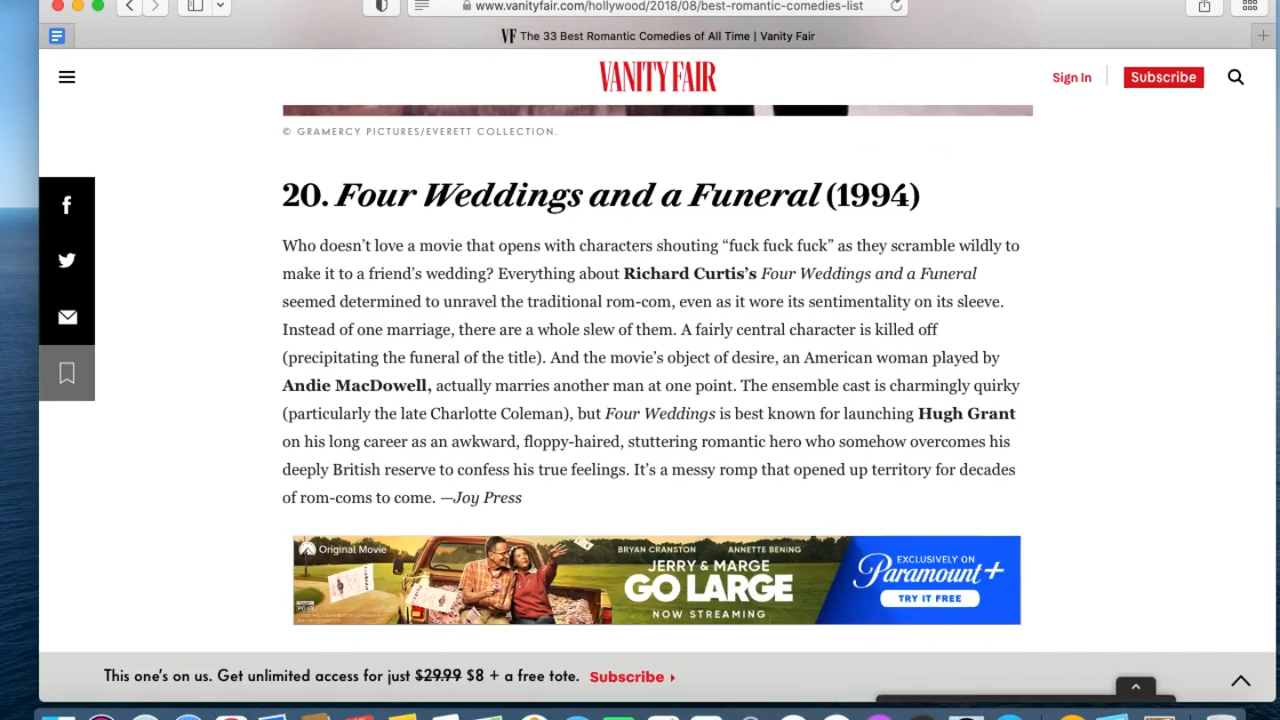 www.vanityfair.com/hollywood/2018/08/best-romantic-comedies-list
VF The 33 Best Romantic Comedies of All Time | Vanity Fair
VANITY FAIR
Sign In
Subscribe
© GRAMERCY PICTURES/EVERETT COLLECTION.
20. Four Weddings and a Funeral (1994)
Who doesn’t love a movie that opens with characters shouting “fuck fuck fuck” as they scramble wildly to
make it to a friend’s wedding? Everything about Richard Curtis’s Four Weddings and a Funeral
seemed determined to unravel the traditional rom-com, even as it wore its sentimentality on its sleeve.
Instead of one marriage, there are a whole slew of them. A fairly central character is killed off
(precipitating the funeral of the title). And the movie’s object of desire, an American woman played by
Andie MacDowell, actually marries another man at one point. The ensemble cast is charmingly quirky
(particularly the late Charlotte Coleman), but Four Weddings is best known for launching Hugh Grant
on his long career as an awkward, floppy-haired, stuttering romantic hero who somehow overcomes his
deeply British reserve to confess his true feelings. It’s a messy romp that opened up territory for decades
of rom-coms to come. —Joy Press
Original Movie
BRYAN CRANSTON ANNETTE BENING
JERRY & MARGE
GO LARGE
NOW STREAMING
EXCLUSIVELY ON
Paramount+
TRY IT FREE
This one’s on us. Get unlimited access for just $29.99 $8 + a free tote. Subscribe